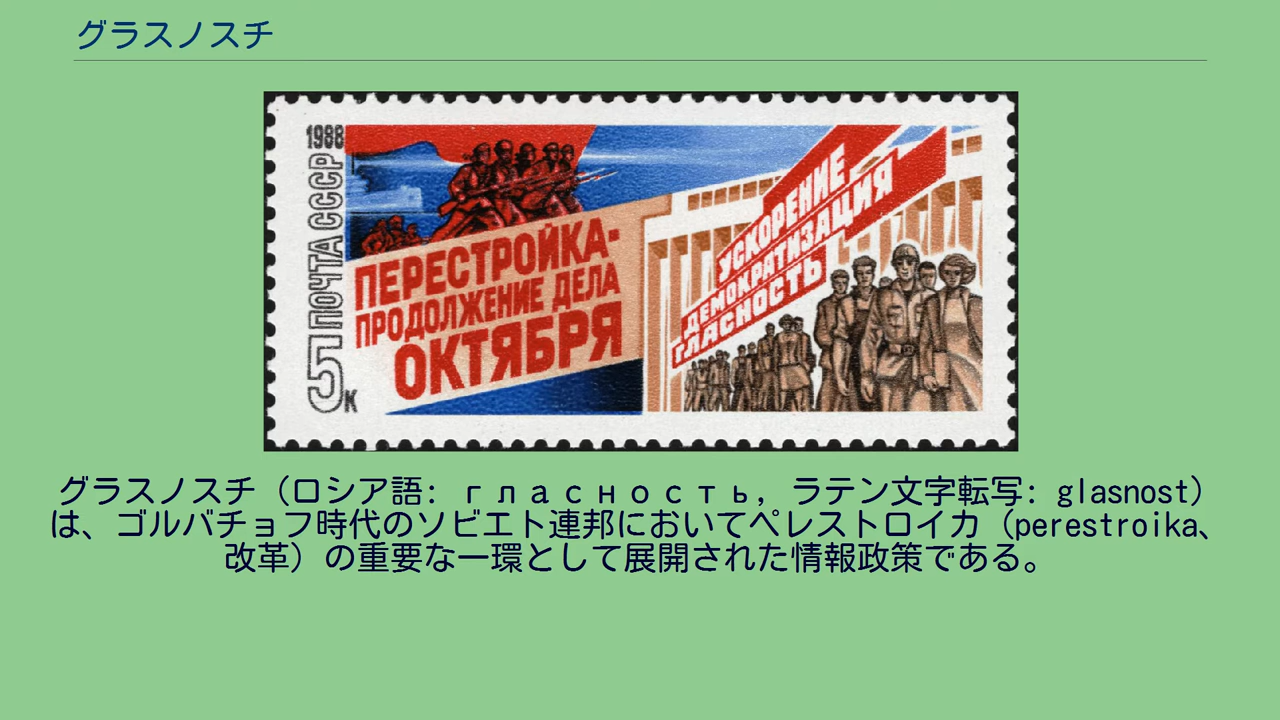 グラスノスチ
1988
ПОЧТА СССР
5к
ПЕРЕСТРОЙКА-
ПРОДОЛЖЕНИЕ ДЕЛА
ОКТЯБРЯ
УСКОРЕНИЕ
ДЕМОКРАТИЗАЦИЯ
ГЛАСНОСТЬ
グラスノスチ（ロシア語: гласность, ラテン文字転写: glasnost）
は、ゴルバチョフ時代のソビエト連邦においてペレストロイカ（perestroika、
改革）の重要な一環として展開された情報政策である。